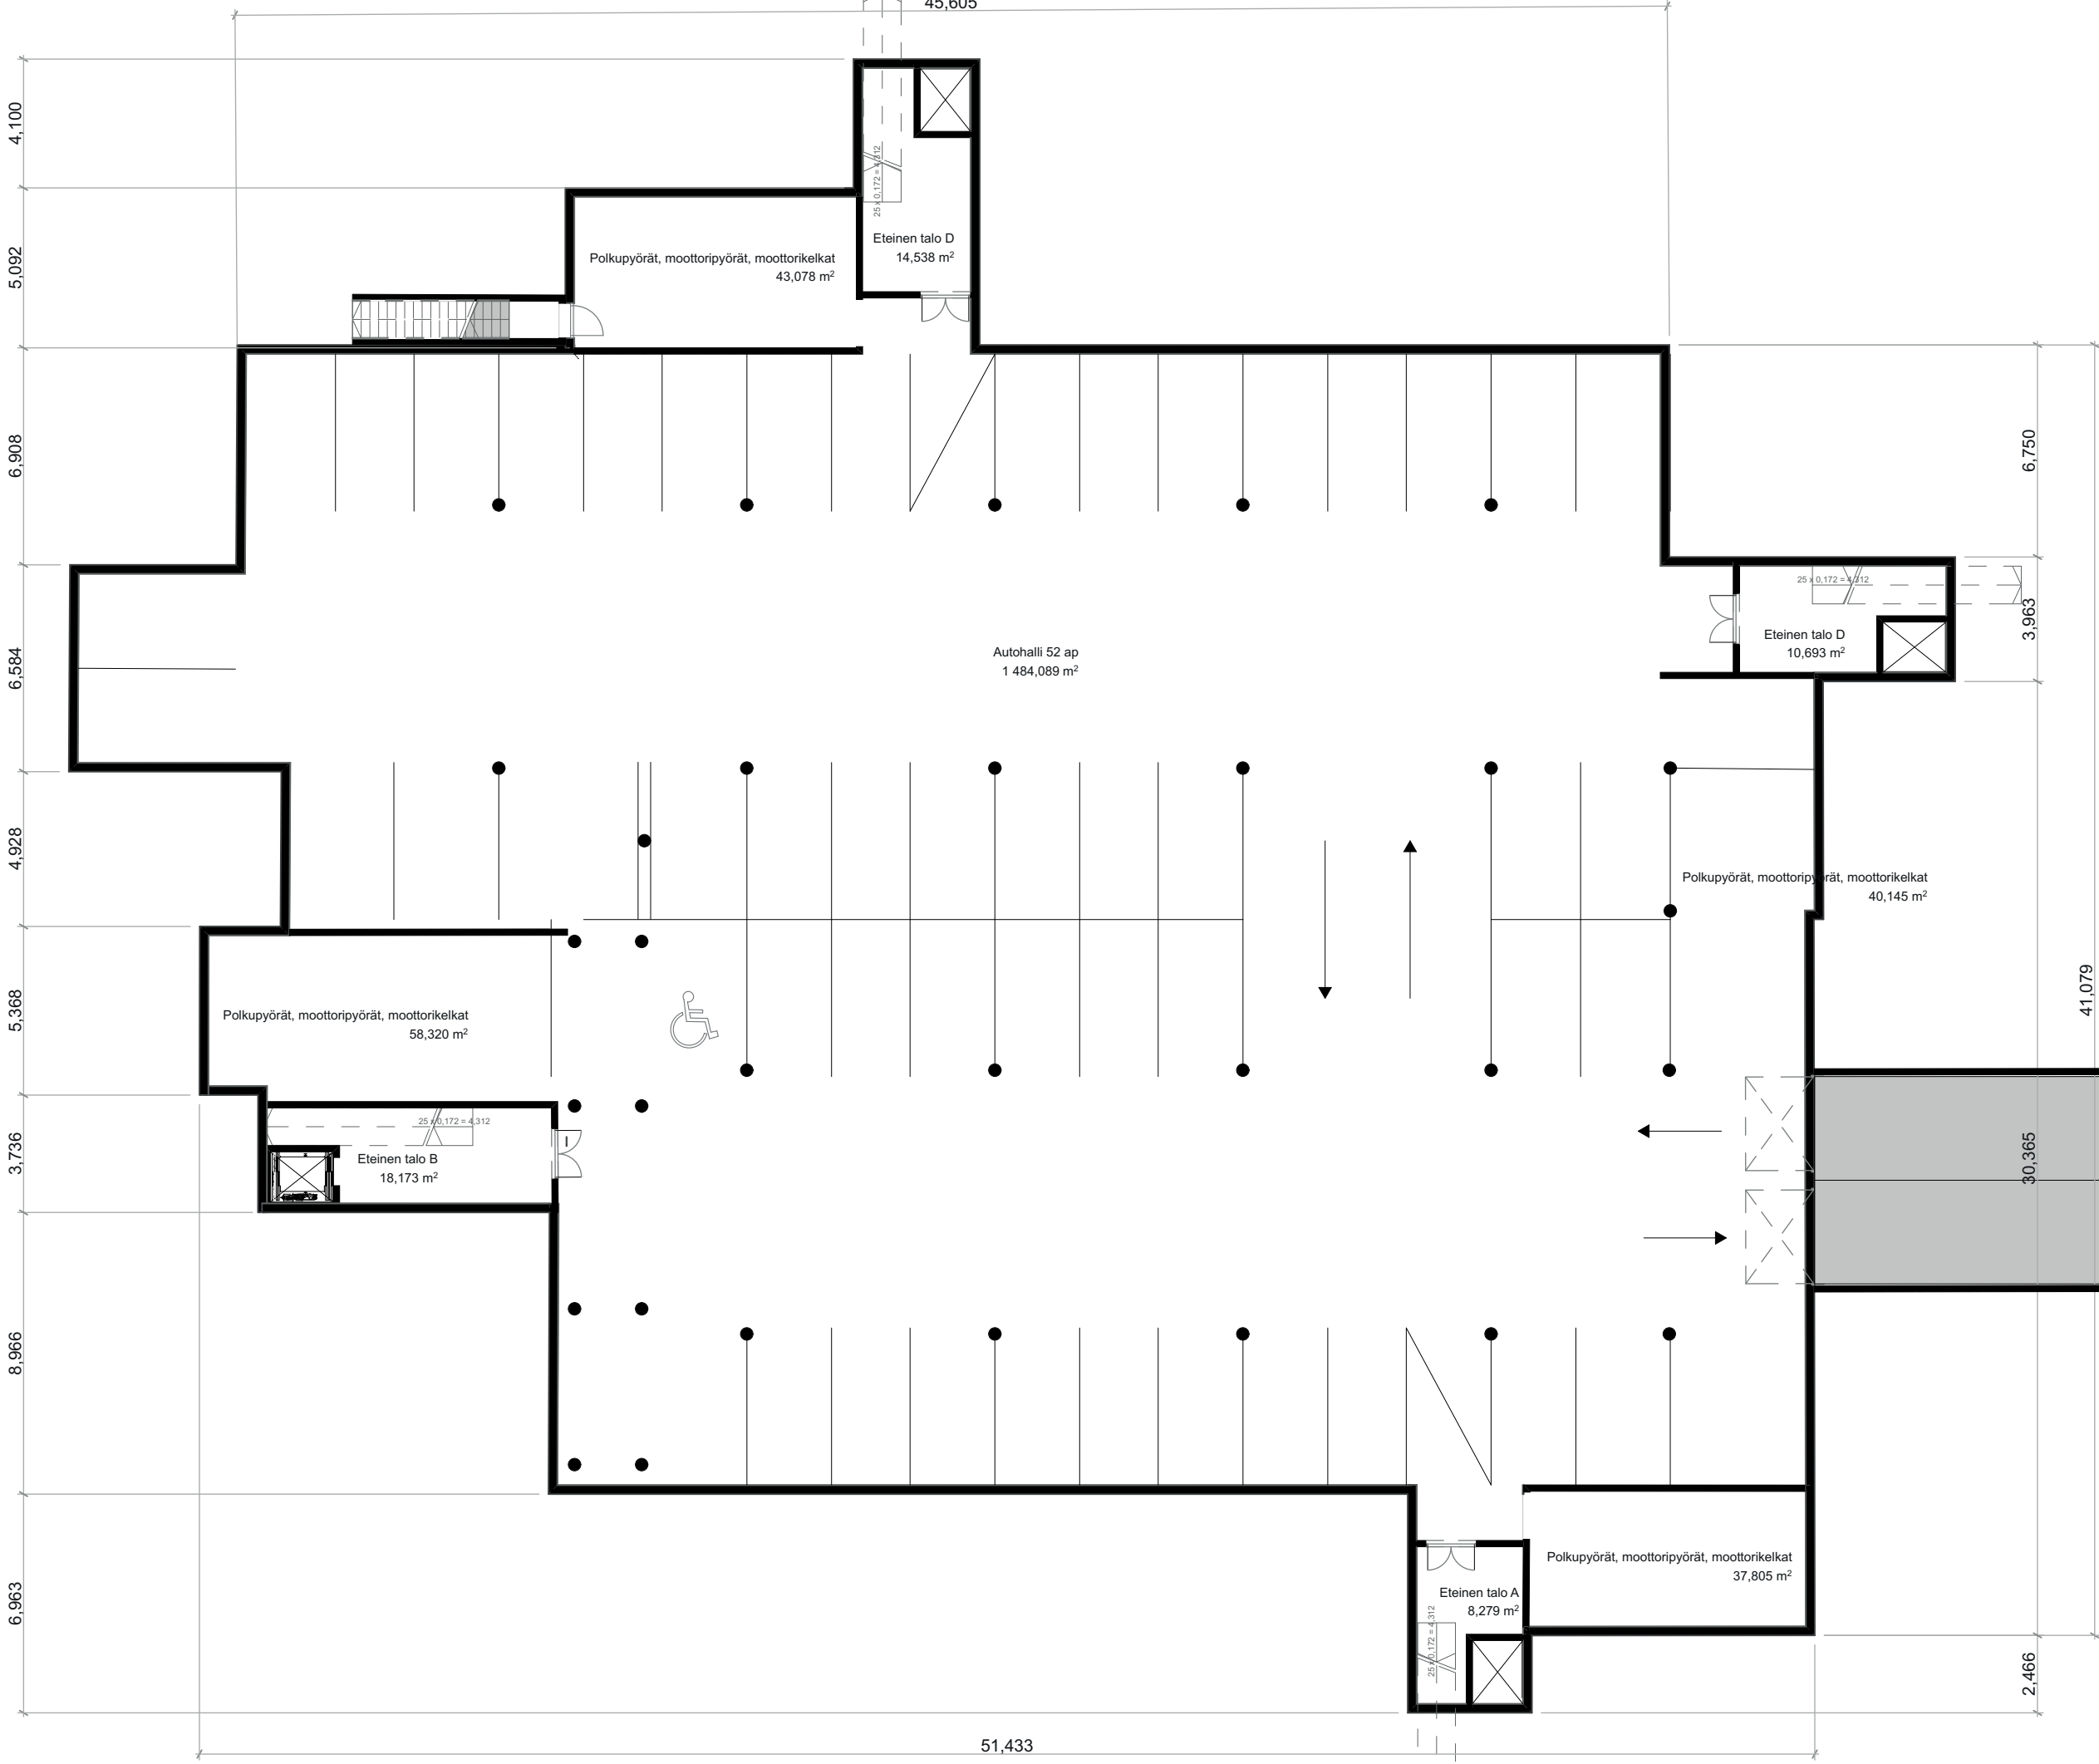 45,605
4,100
25 x 0,172 = 4,312
Eteinen talo D
14,538 m²
Polkupyörät, moottoripyörät, moottorikelkat
43,078 m²
5,092
6,908
6,750
25 x 0,172 = 4,312
3,963
Eteinen talo D
10,693 m²
Autohalli 52 ap
1 484,089 m²
6,584
4,928
Polkupyörät, moottoripyörät, moottorikelkat
40,145 m²
41,079
5,368
Polkupyörät, moottoripyörät, moottorikelkat
58,320 m²
25 x 0,172 = 4,312
3,736
Eteinen talo B
18,173 m²
30,365
8,966
Polkupyörät, moottoripyörät, moottorikelkat
37,805 m²
6,963
Eteinen talo A
8,279 m²
25 x 0,172 = 4,312
2,466
51,433